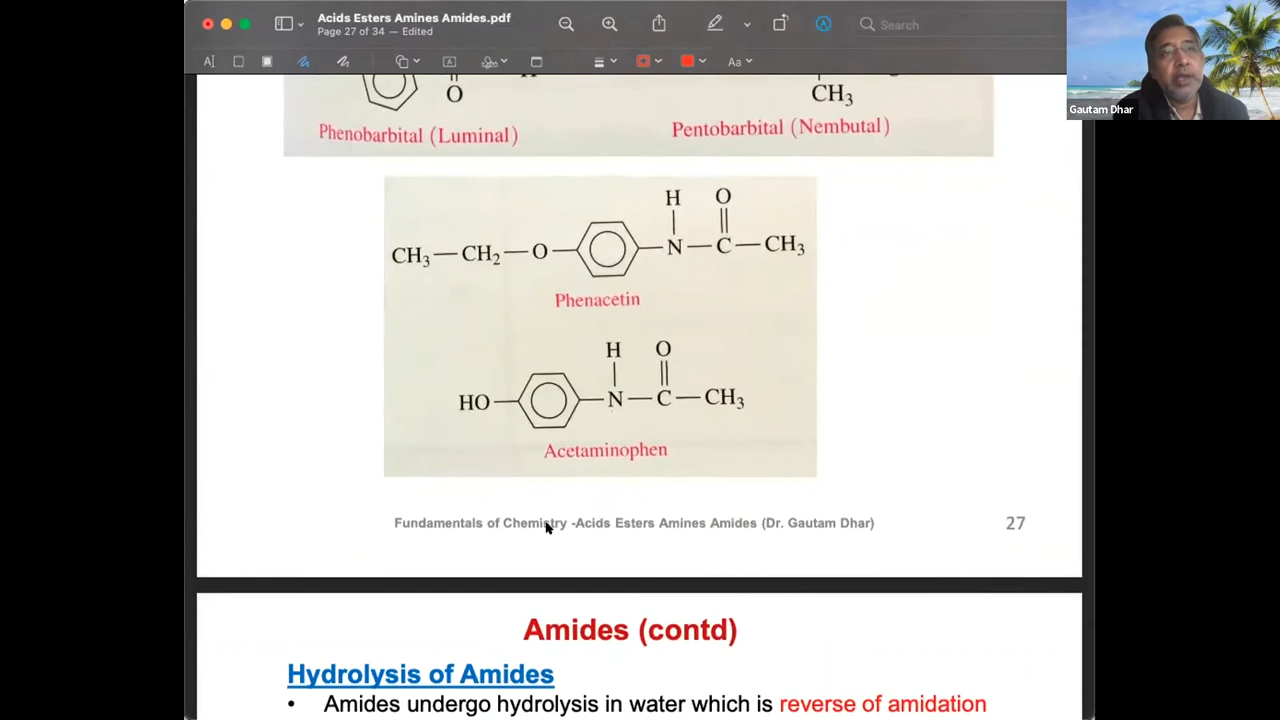 Acids Esters Amines Amides.pdf
Page 27 of 34 — Edited
Search
Aa
Gautam Dhar
O
CH3
Phenobarbital (Luminal)
Pentobarbital (Nembutal)
H O
CH3—CH2—O— —N—C—CH3
Phenacetin
H O
HO— —N—C—CH3
Acetaminophen
Fundamentals of Chemistry -Acids Esters Amines Amides (Dr. Gautam Dhar)
27
Amides (contd)
Hydrolysis of Amides
• Amides undergo hydrolysis in water which is reverse of amidation